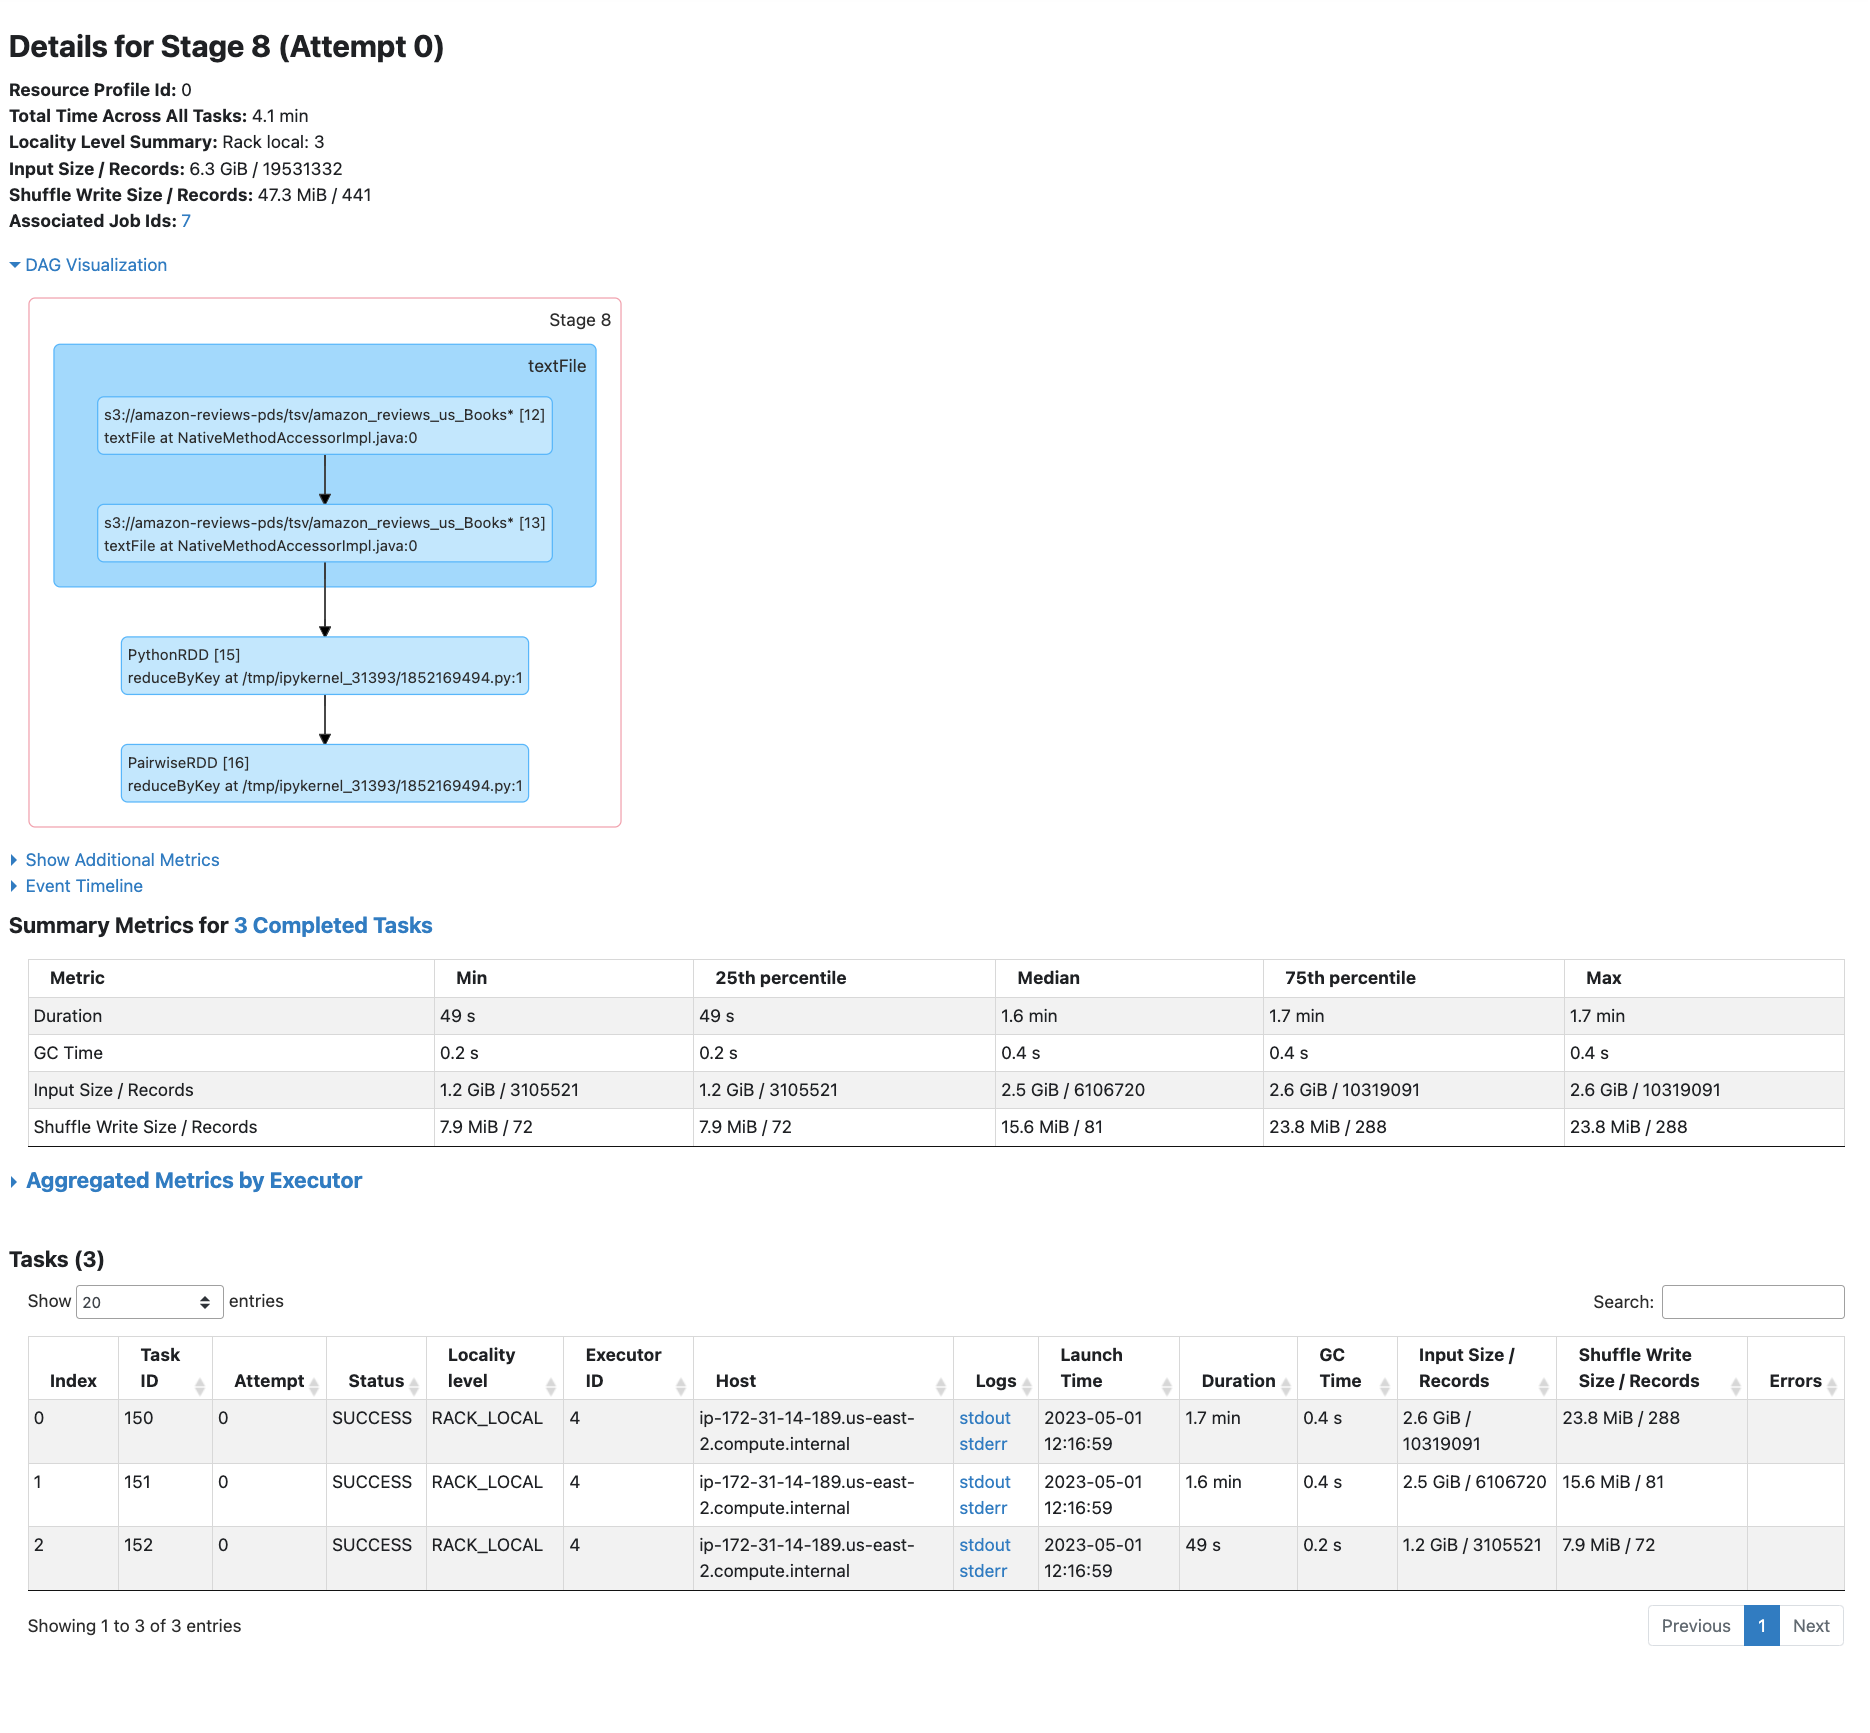 Details for Stage 8 (Attempt 0)
Resource Profile Id: 0
Total Time Across All Tasks: 4.1 min
Locality Level Summary: Rack local: 3
Input Size / Records: 6.3 GiB / 19531332
Shuffle Write Size / Records: 47.3 MiB / 441
Associated Job Ids: 7
DAG Visualization
Stage 8
textFile
s3://amazon-reviews-pds/tsv/amazon_reviews_us_Books* [12]
textFile at NativeMethodAccessorImpl.java:0
s3://amazon-reviews-pds/tsv/amazon_reviews_us_Books* [13]
textFile at NativeMethodAccessorImpl.java:0
PythonRDD [15]
reduceByKey at /tmp/ipykernel_31393/1852169494.py:1
PairwiseRDD [16]
reduceByKey at /tmp/ipykernel_31393/1852169494.py:1
Show Additional Metrics
Event Timeline
Summary Metrics for 3 Completed Tasks
Metric Min 25th percentile Median 75th percentile Max
Duration 49 s 49 s 1.6 min 1.7 min 1.7 min
GC Time 0.2 s 0.2 s 0.4 s 0.4 s 0.4 s
Input Size / Records 1.2 GiB / 3105521 1.2 GiB / 3105521 2.5 GiB / 6106720 2.6 GiB / 10319091 2.6 GiB / 10319091
Shuffle Write Size / Records 7.9 MiB / 72 7.9 MiB / 72 15.6 MiB / 81 23.8 MiB / 288 23.8 MiB / 288
Aggregated Metrics by Executor
Tasks (3)
Show 20 entries Search:
Task Locality Executor Launch GC Input Size / Shuffle Write
Index ID Attempt Status level ID Host Logs Time Duration Time Records Size / Records Errors
0 150 0 SUCCESS RACK_LOCAL 4 ip-172-31-14-189.us-east- stdout 2023-05-01 1.7 min 0.4 s 2.6 GiB / 23.8 MiB / 288
2.compute.internal stderr 12:16:59 10319091
1 151 0 SUCCESS RACK_LOCAL 4 ip-172-31-14-189.us-east- stdout 2023-05-01 1.6 min 0.4 s 2.5 GiB / 6106720 15.6 MiB / 81
2.compute.internal stderr 12:16:59
2 152 0 SUCCESS RACK_LOCAL 4 ip-172-31-14-189.us-east- stdout 2023-05-01 49 s 0.2 s 1.2 GiB / 3105521 7.9 MiB / 72
2.compute.internal stderr 12:16:59
Showing 1 to 3 of 3 entries Previous 1 Next